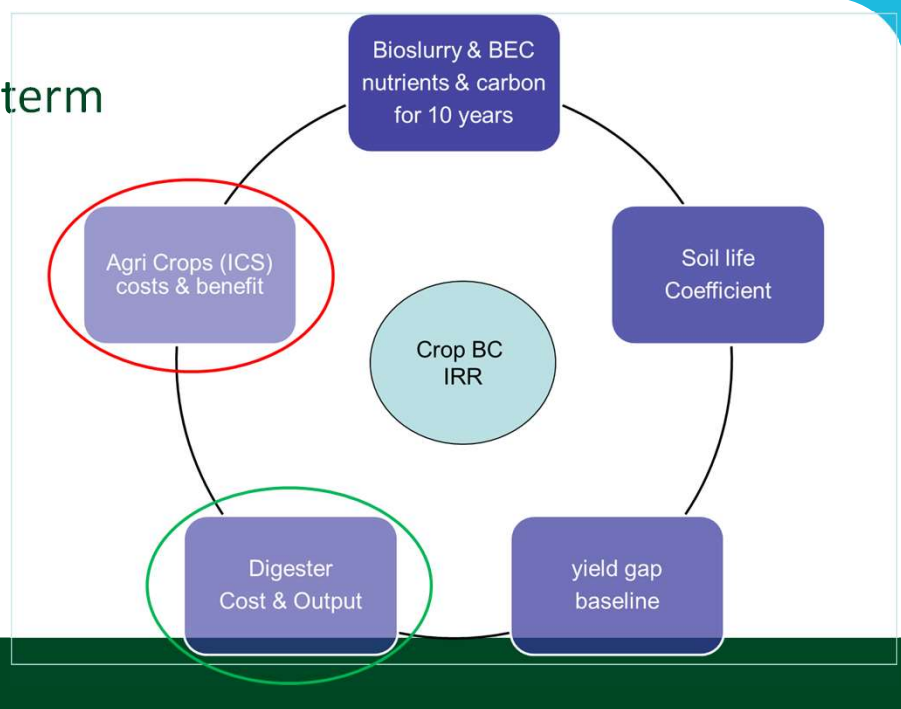 term
Bioslurry & BEC
nutrients & carbon
for 10 years
Agri Crops (ICS)
costs & benefit
Soil life
Coefficient
Crop BC
IRR
Digester
Cost & Output
yield gap
baseline